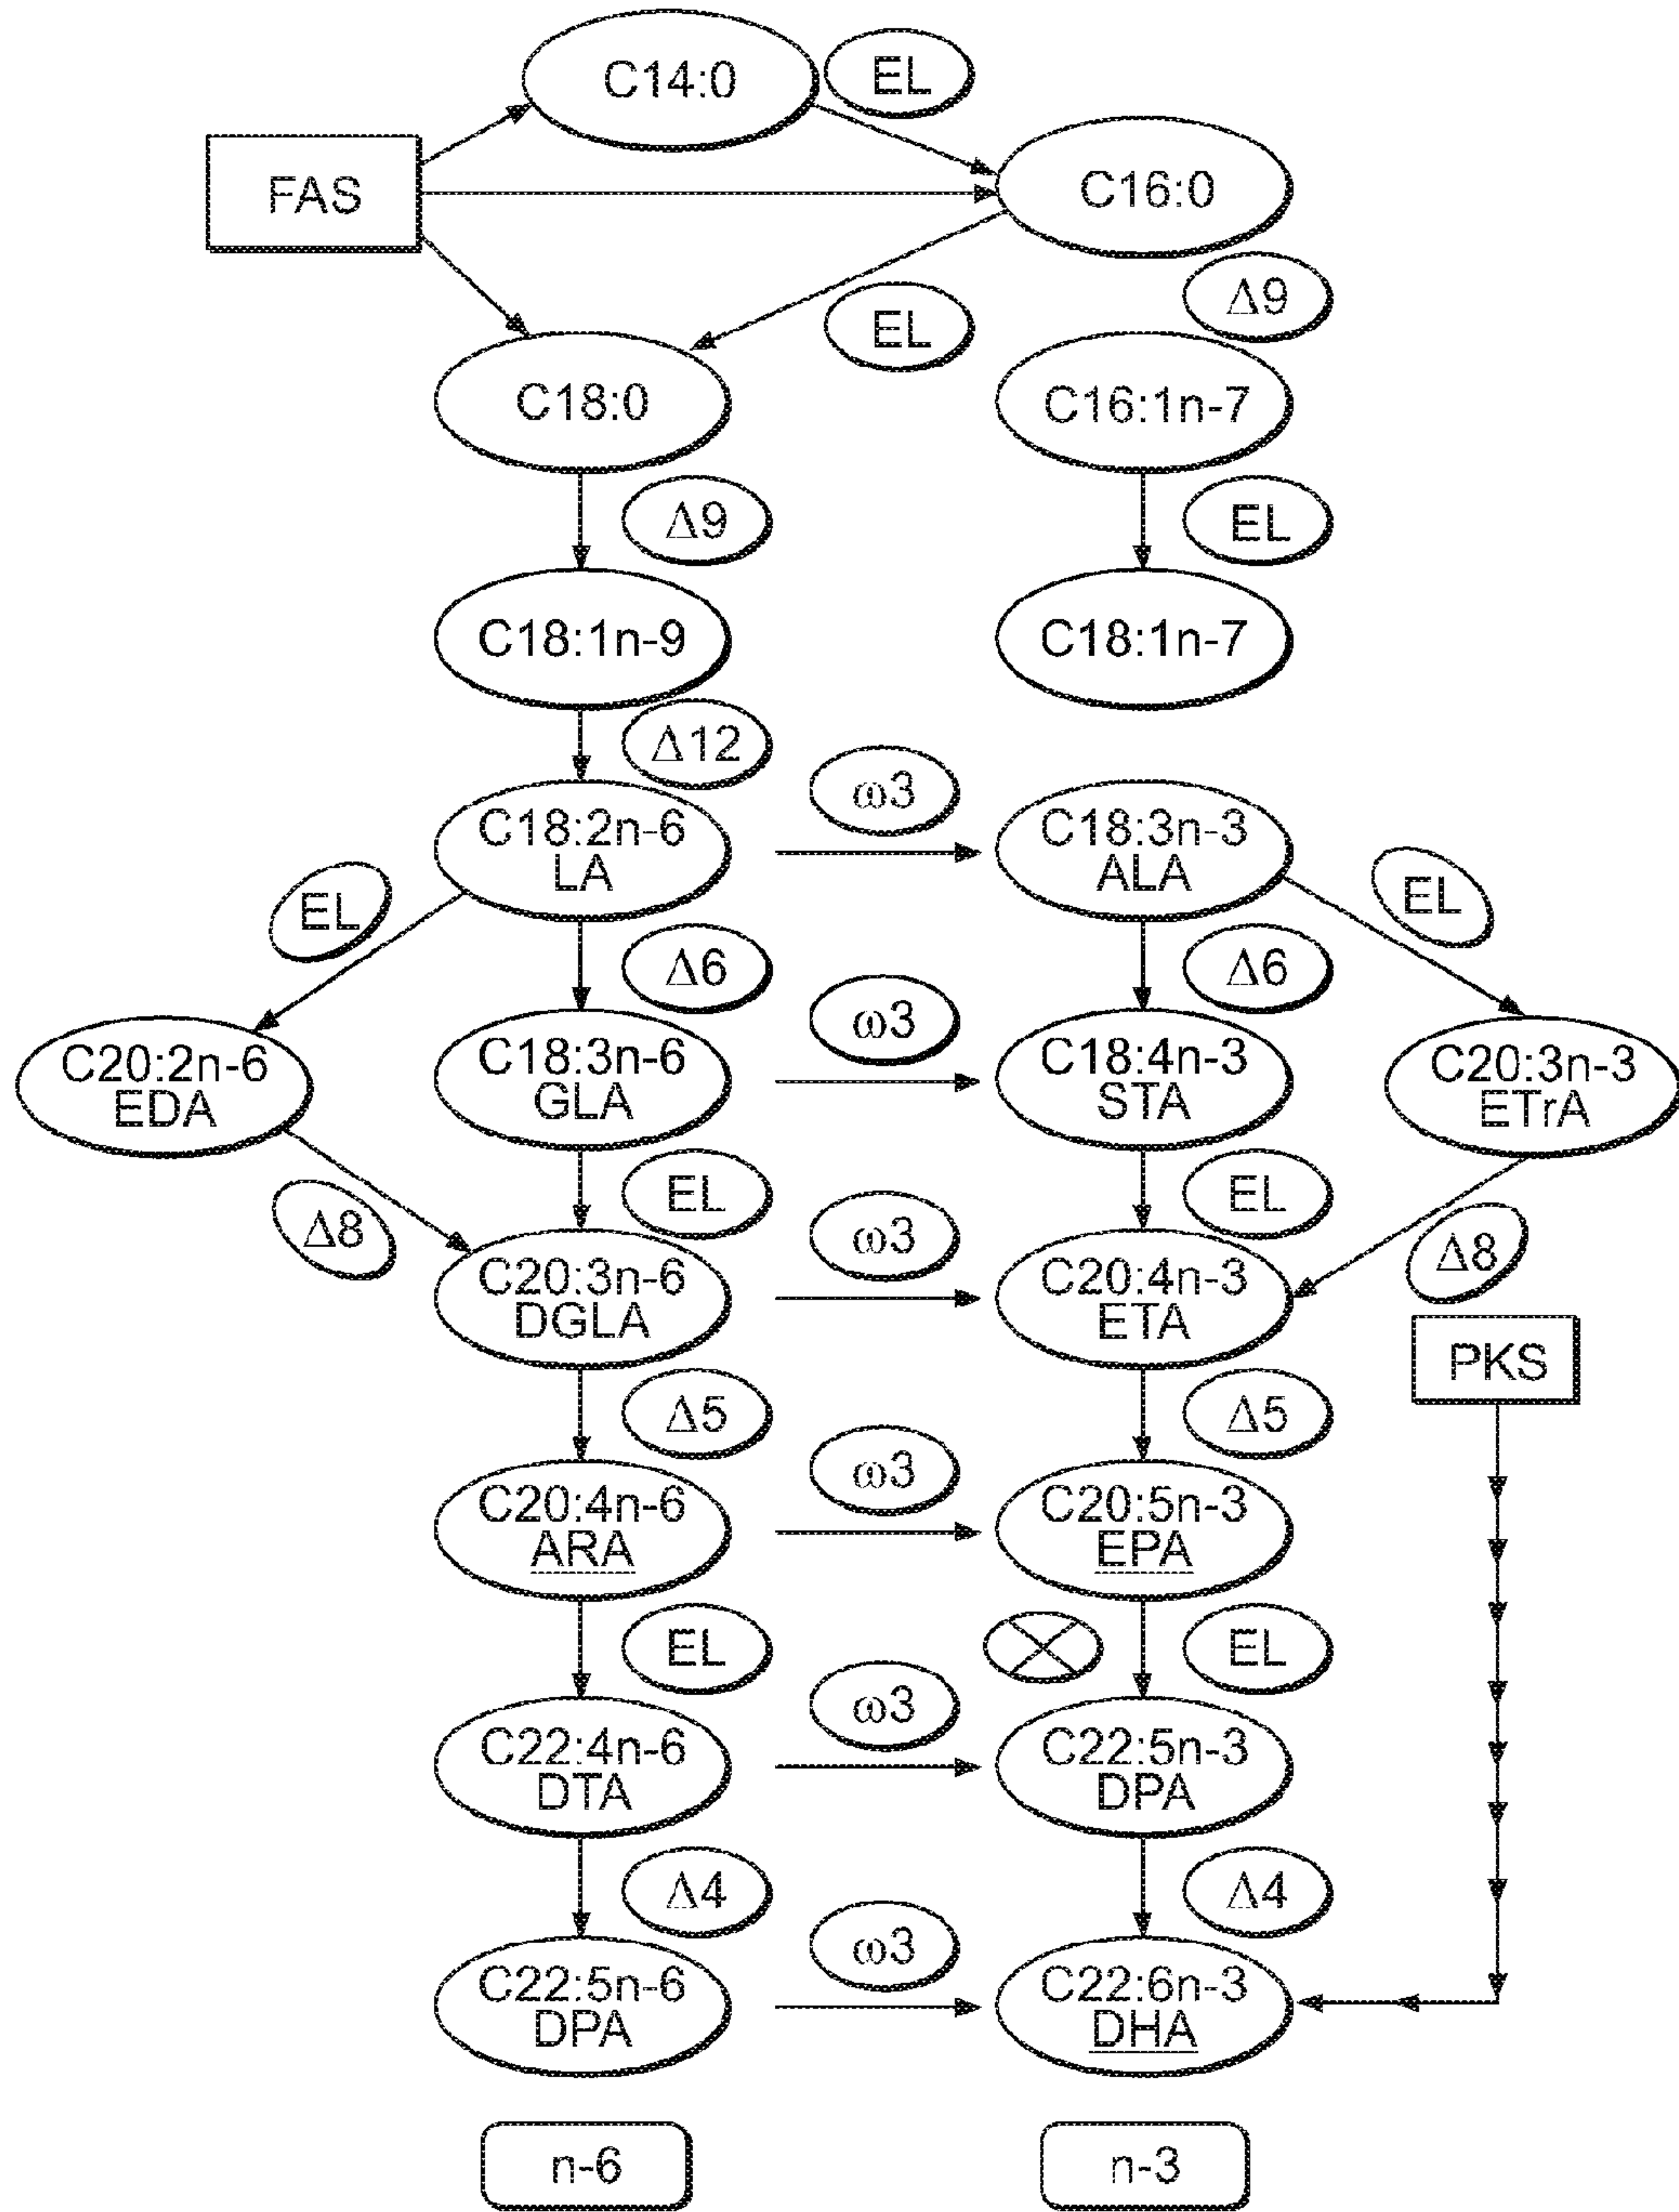 C14:0
EL
FAS
C16:0
Δ9
EL
C18:0
C16:1n-7
Δ9
EL
C18:1n-9
C18:1n-7
Δ12
ω3
C18:2n-6
LA
C18:3n-3
ALA
EL
EL
Δ6
Δ6
ω3
C20:2n-6
EDA
C18:3n-6
GLA
C18:4n-3
STA
C20:3n-3
ETrA
EL
EL
Δ8
ω3
Δ8
C20:3n-6
DGLA
C20:4n-3
ETA
PKS
Δ5
Δ5
ω3
C20:4n-6
ARA
C20:5n-3
EPA
EL
EL
ω3
C22:4n-6
DTA
C22:5n-3
DPA
Δ4
Δ4
ω3
C22:5n-6
DPA
C22:6n-3
DHA
n-6
n-3